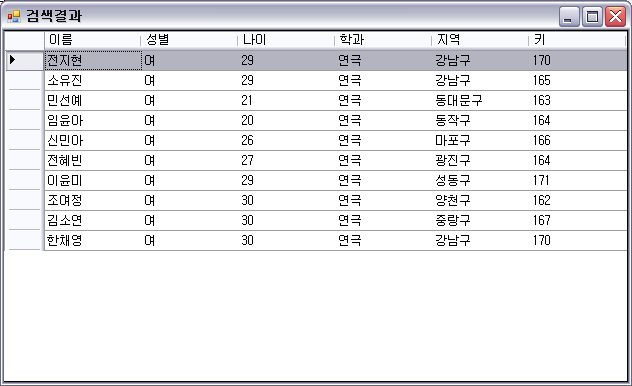 검색결과
이름 성별 나이 학과 지역 키
전지현 여 29 연극 강남구 170
소유진 여 29 연극 강남구 165
민선예 여 21 연극 동대문구 163
임윤아 여 20 연극 동작구 164
신민아 여 26 연극 마포구 166
전혜빈 여 27 연극 광진구 164
이윤미 여 29 연극 성동구 171
조여정 여 30 연극 양천구 162
김소연 여 30 연극 중랑구 167
한채영 여 30 연극 강남구 170